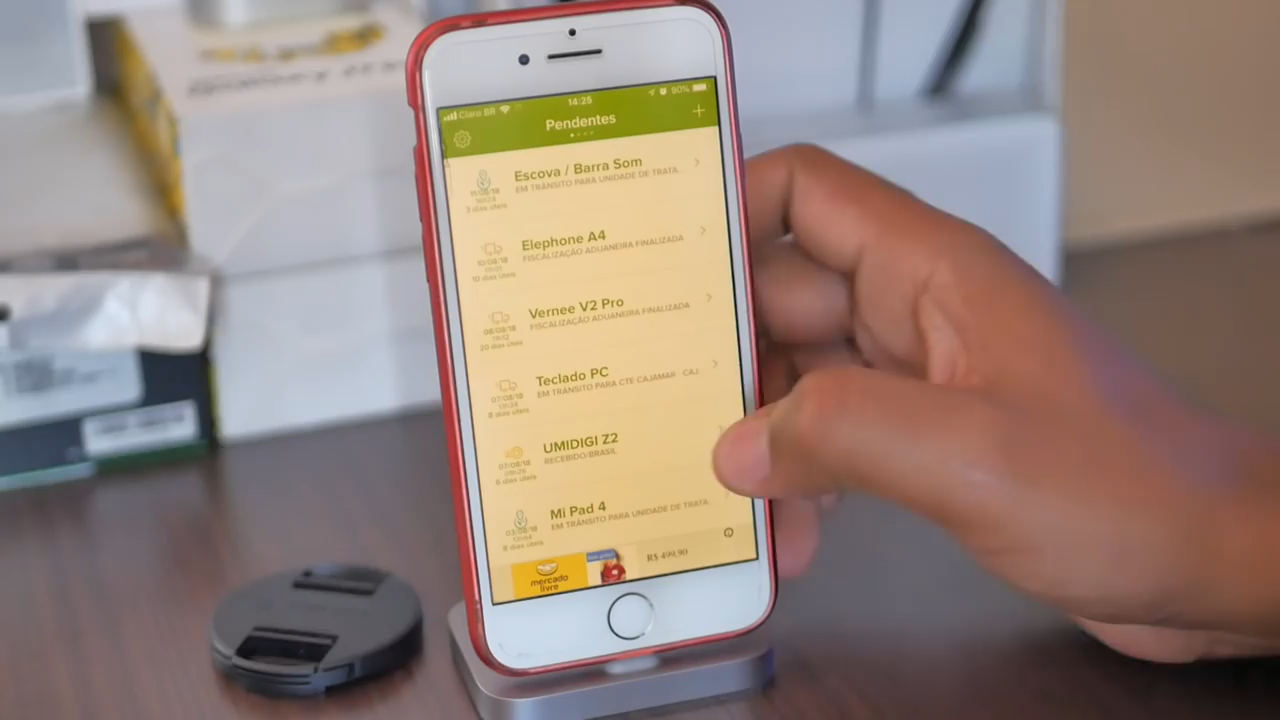 Claro BR
14:25
90%
Pendentes
Escova / Barra Som
EM TRÂNSITO PARA UNIDADE DE TRATA...
11/08/18
3 dias úteis
Elephone A4
FISCALIZAÇÃO ADUANEIRA FINALIZADA
10/08/18
10 dias úteis
Vernee V2 Pro
FISCALIZAÇÃO ADUANEIRA FINALIZADA
08/08/18
20 dias úteis
Teclado PC
EM TRÂNSITO PARA CTE CAJAMAR CAJ...
07/08/18
8 dias úteis
UMIDIGI Z2
RECEBIDO/BRASIL
07/08/18
6 dias úteis
Mi Pad 4
EM TRÂNSITO PARA UNIDADE DE TRATA...
03/08/18
8 dias úteis
mercado
livre
R$ 499,90